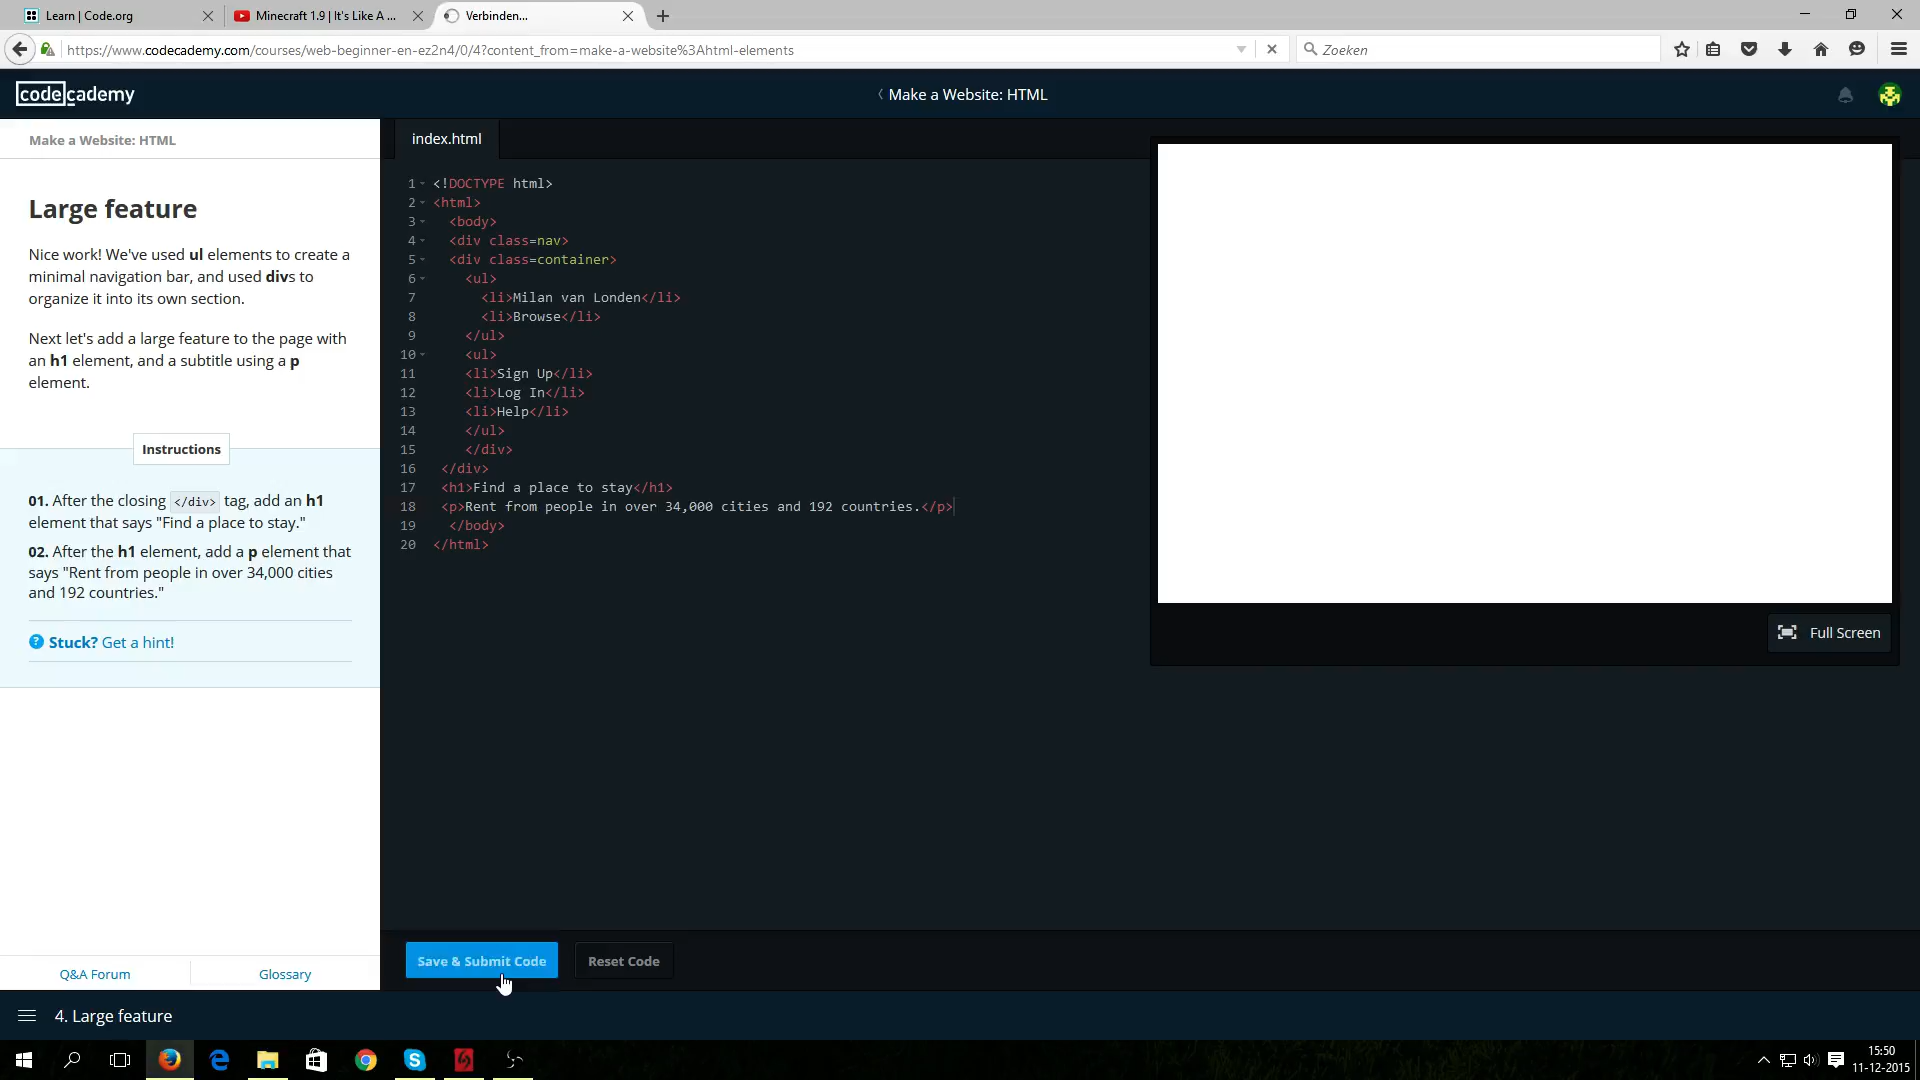 Learn | Code.org
Minecraft 1.9 | It's Like A ...
Verbinden...
https://www.codecademy.com/courses/web-beginner-en-ez2n4/0/4?content_from=make-a-website%3Ahtml-elements
Zoeken
codecademy
Make a Website: HTML
Make a Website: HTML
index.html
Large feature
Nice work! We've used ul elements to create a
minimal navigation bar, and used divs to
organize it into its own section.
Next let's add a large feature to the page with
an h1 element, and a subtitle using a p
element.
Instructions
01. After the closing </div> tag, add an h1
element that says "Find a place to stay."
02. After the h1 element, add a p element that
says "Rent from people in over 34,000 cities
and 192 countries."
? Stuck? Get a hint!
1 <!DOCTYPE html>
2 <html>
3 <body>
4 <div class=nav>
5 <div class=container>
6 <ul>
7 <li>Milan van Londen</li>
8 <li>Browse</li>
9 </ul>
10 <ul>
11 <li>Sign Up</li>
12 <li>Log In</li>
13 <li>Help</li>
14 </ul>
15 </div>
16 </div>
17 <h1>Find a place to stay</h1>
18 <p>Rent from people in over 34,000 cities and 192 countries.</p>
19 </body>
20 </html>
Full Screen
Save & Submit Code
Reset Code
Q&A Forum
Glossary
4. Large feature
15:50
11-12-2015